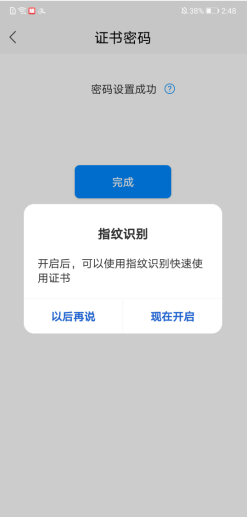 38% 2:48
证书密码
密码设置成功 ?
完成
指纹识别
开启后，可以使用指纹识别快速使
用证书
以后再说 现在开启